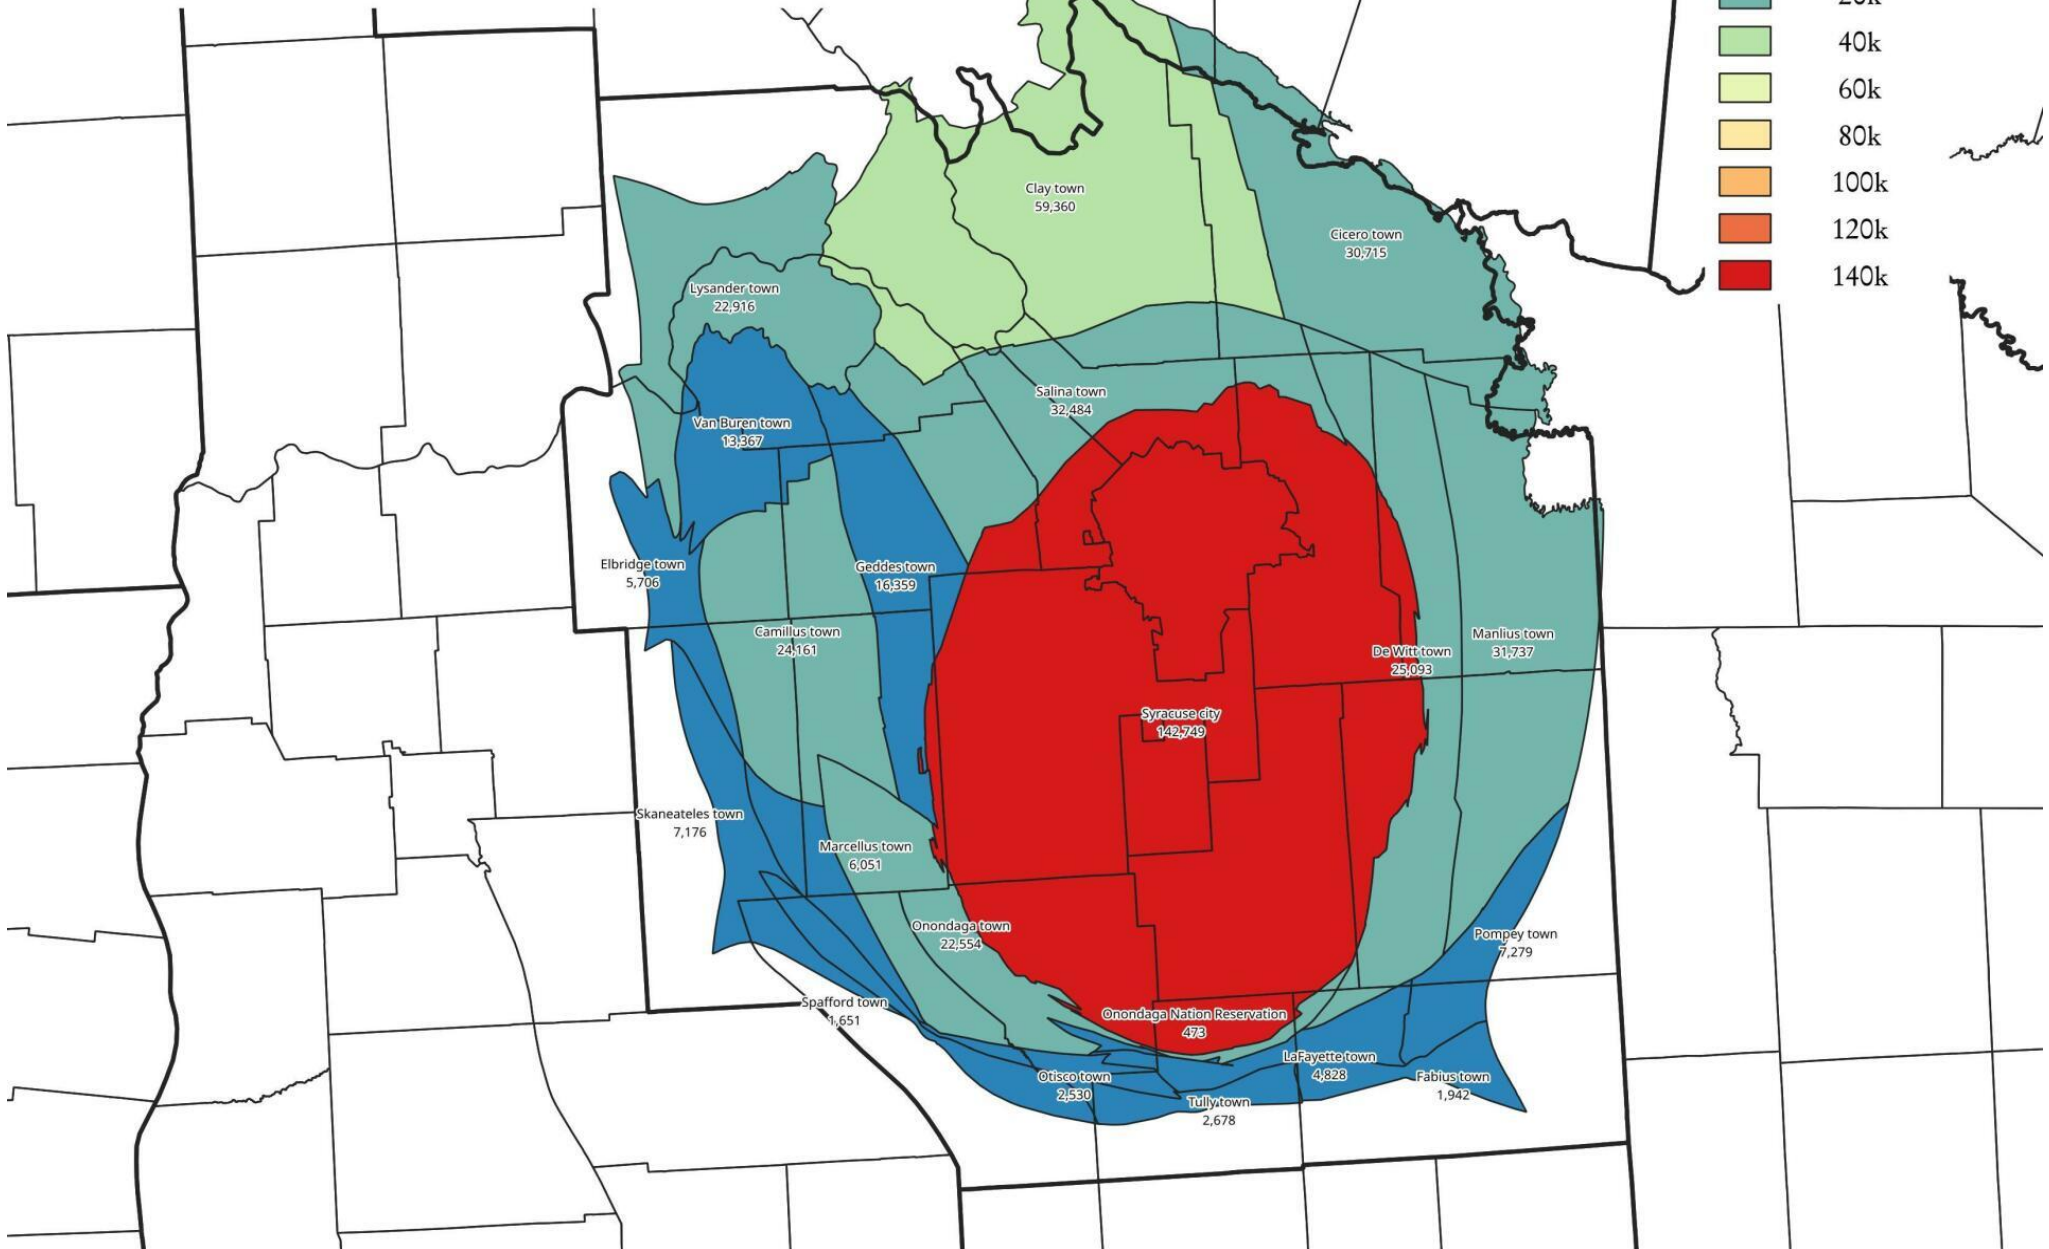 20k
40k
60k
80k
100k
120k
140k
Clay town
59,360
Cicero town
30,715
Lysander town
22,916
Salina town
32,484
Van Buren town
13,367
Elbridge town
5,706
Geddes town
16,359
Camillus town
24,161
De Witt town
25,093
Manlius town
31,737
Syracuse city
142,749
Skaneateles town
7,176
Marcellus town
6,051
Onondaga town
22,554
Pompey town
7,279
Spafford town
1,651
Onondaga Nation Reservation
473
LaFayette town
4,828
Otisco town
2,530
Fabius town
1,942
Tully town
2,678